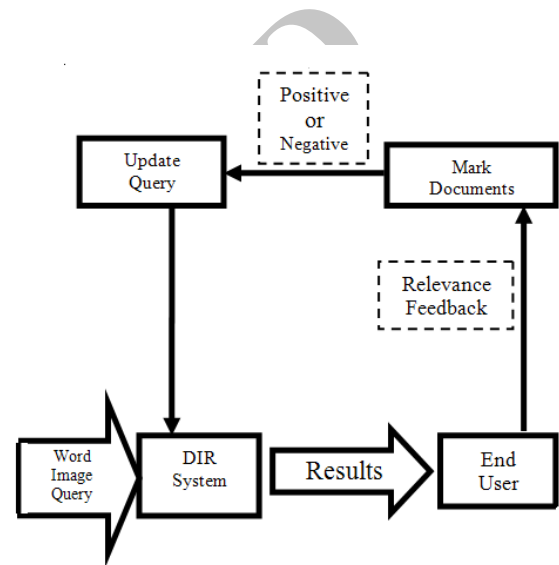 Positive
or
Negative
Update
Query
Mark
Documents
Relevance
Feedback
Word
Image
Query
DIR
System
Results
End
User